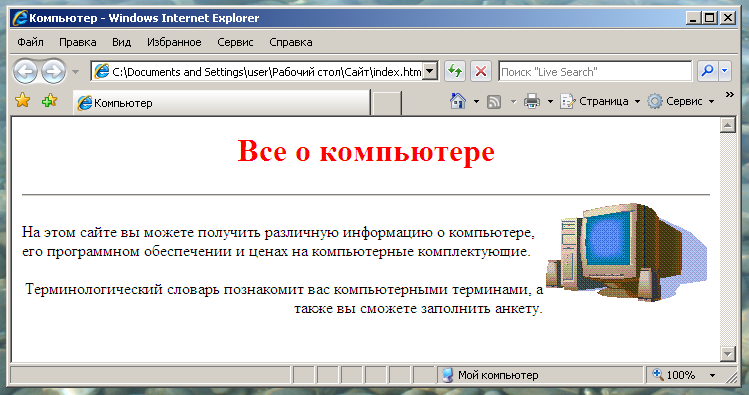 Компьютер - Windows Internet Explorer
Файл Правка Вид Избранное Сервис Справка
C:\Documents and Settings\user\Рабочий стол\Сайт\index.htm
Поиск "Live Search"
Компьютер
Страница
Сервис
Все о компьютере
На этом сайте вы можете получить различную информацию о компьютере,
его программном обеспечении и ценах на компьютерные комплектующие.
Терминологический словарь познакомит вас компьютерными терминами, а
также вы сможете заполнить анкету.
Мой компьютер
100%